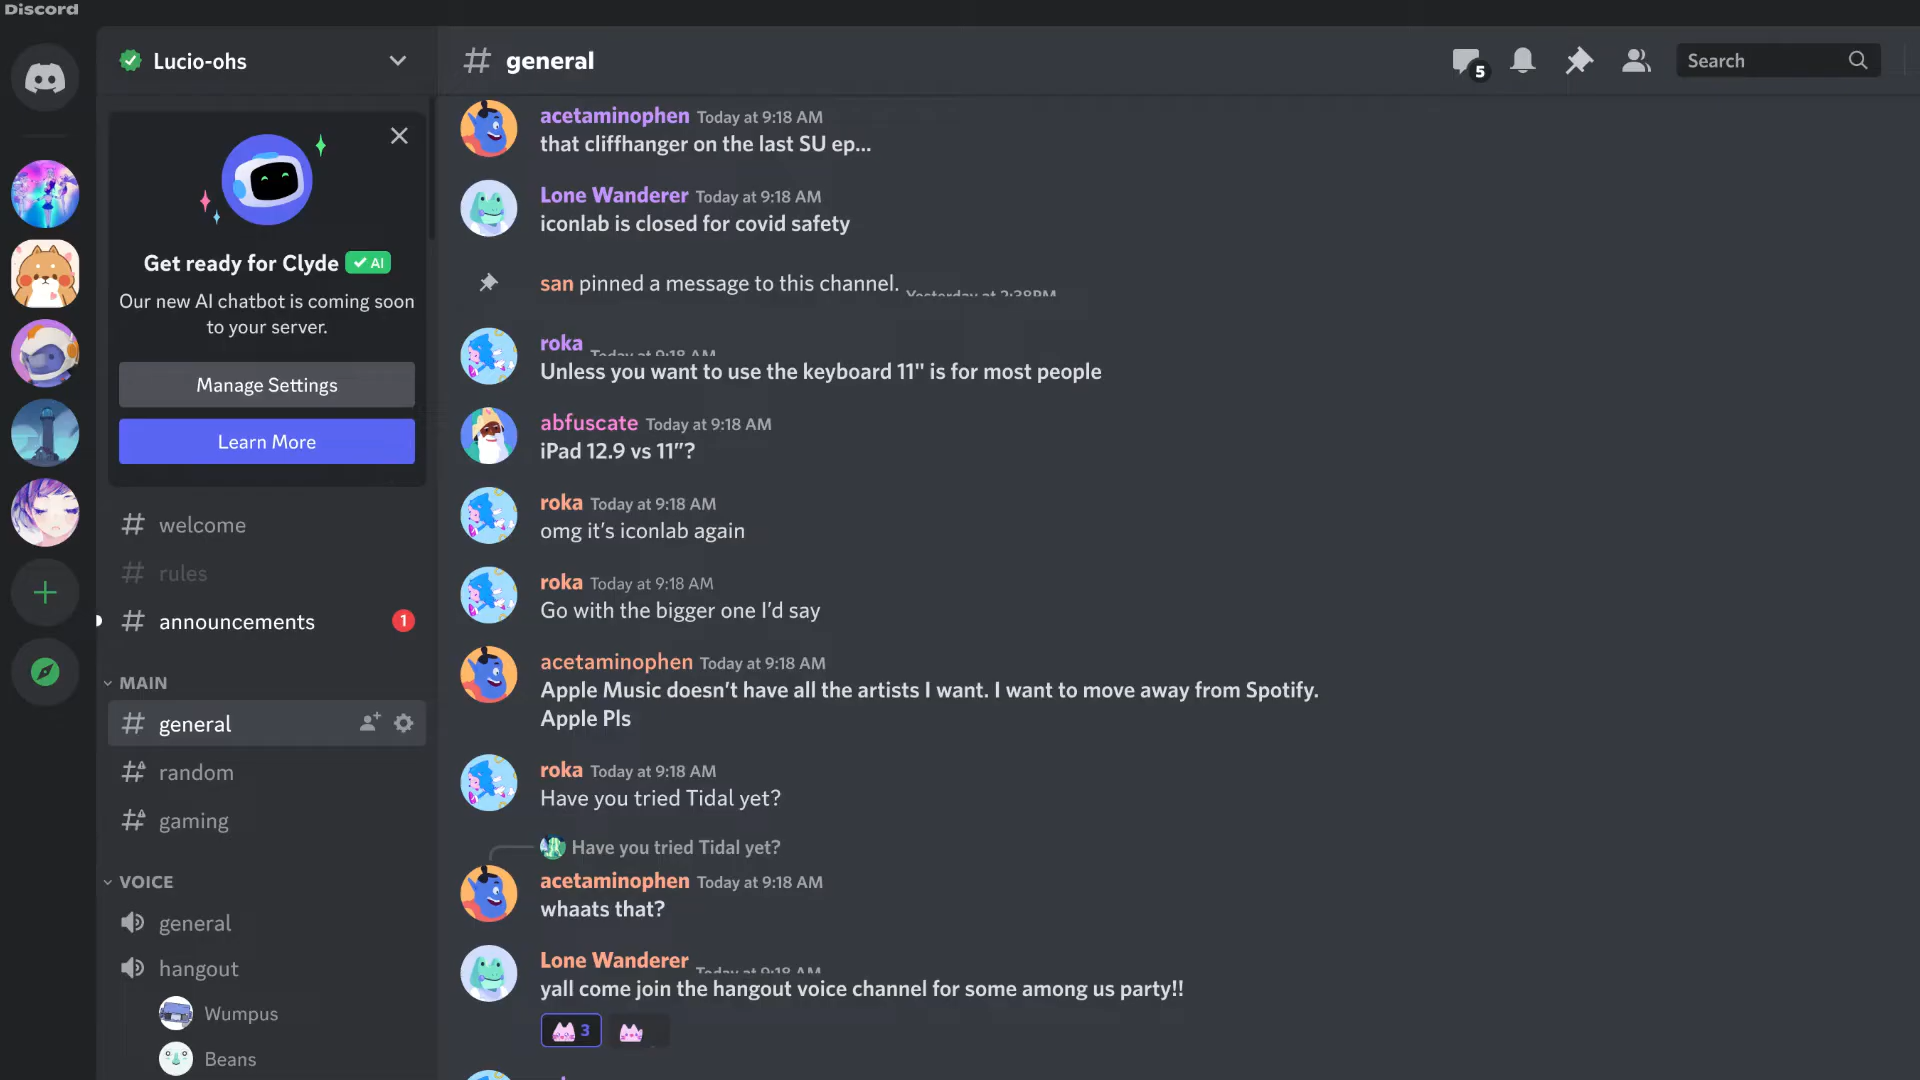 Discord
Lucio-ohs
Get ready for Clyde AI
Our new AI chatbot is coming soon
to your server.
Manage Settings
Learn More
# welcome
# rules
# announcements 1
MAIN
# general
random
gaming
VOICE
general
hangout
Wumpus
Beans
# general
5
Search
acetaminophen Today at 9:18 AM
that cliffhanger on the last SU ep...
Lone Wanderer Today at 9:18 AM
iconlab is closed for covid safety
san pinned a message to this channel. Yesterday at 2:38PM
roka Today at 9:18 AM
Unless you want to use the keyboard 11" is for most people
abfuscate Today at 9:18 AM
iPad 12.9 vs 11”?
roka Today at 9:18 AM
omg it’s iconlab again
roka Today at 9:18 AM
Go with the bigger one I’d say
acetaminophen Today at 9:18 AM
Apple Music doesn’t have all the artists I want. I want to move away from Spotify.
Apple Pls
roka Today at 9:18 AM
Have you tried Tidal yet?
Have you tried Tidal yet?
acetaminophen Today at 9:18 AM
whaats that?
Lone Wanderer Today at 9:18 AM
yall come join the hangout voice channel for some among us party!!
3